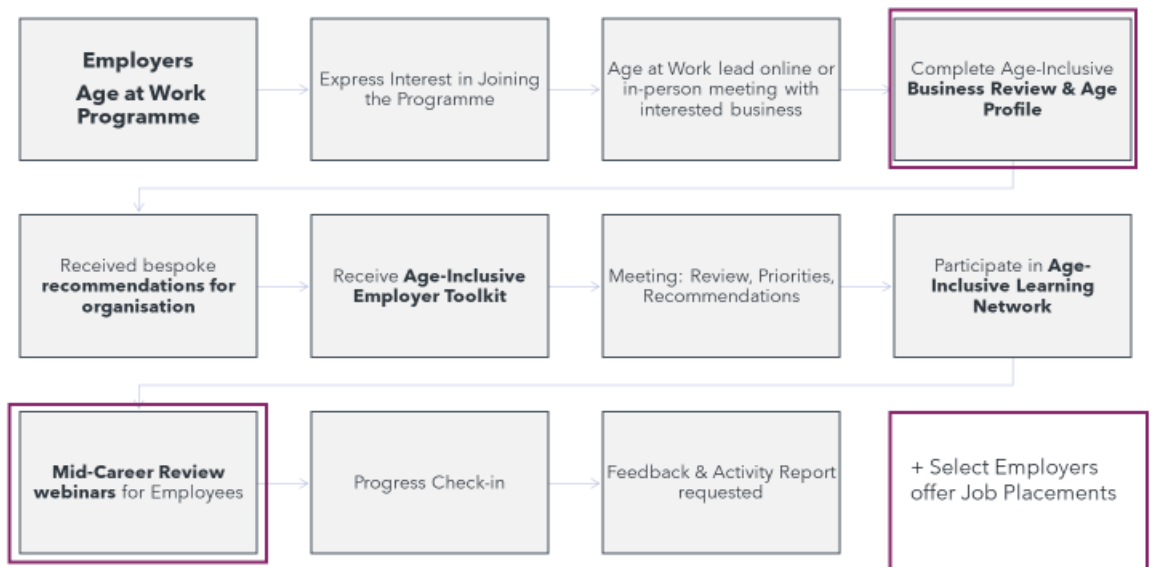 Employers
Age at Work
Programme
Express Interest in Joining
the Programme
Age at Work lead online or
in-person meeting with
interested business
Complete Age-Inclusive
Business Review & Age
Profile
Received bespoke
recommendations for
organisation
Receive Age-Inclusive
Employer Toolkit
Meeting: Review, Priorities,
Recommendations
Participate in Age-
Inclusive Learning
Network
Mid-Career Review
webinars for Employees
Progress Check-in
Feedback & Activity Report
requested
+ Select Employers
offer Job Placements